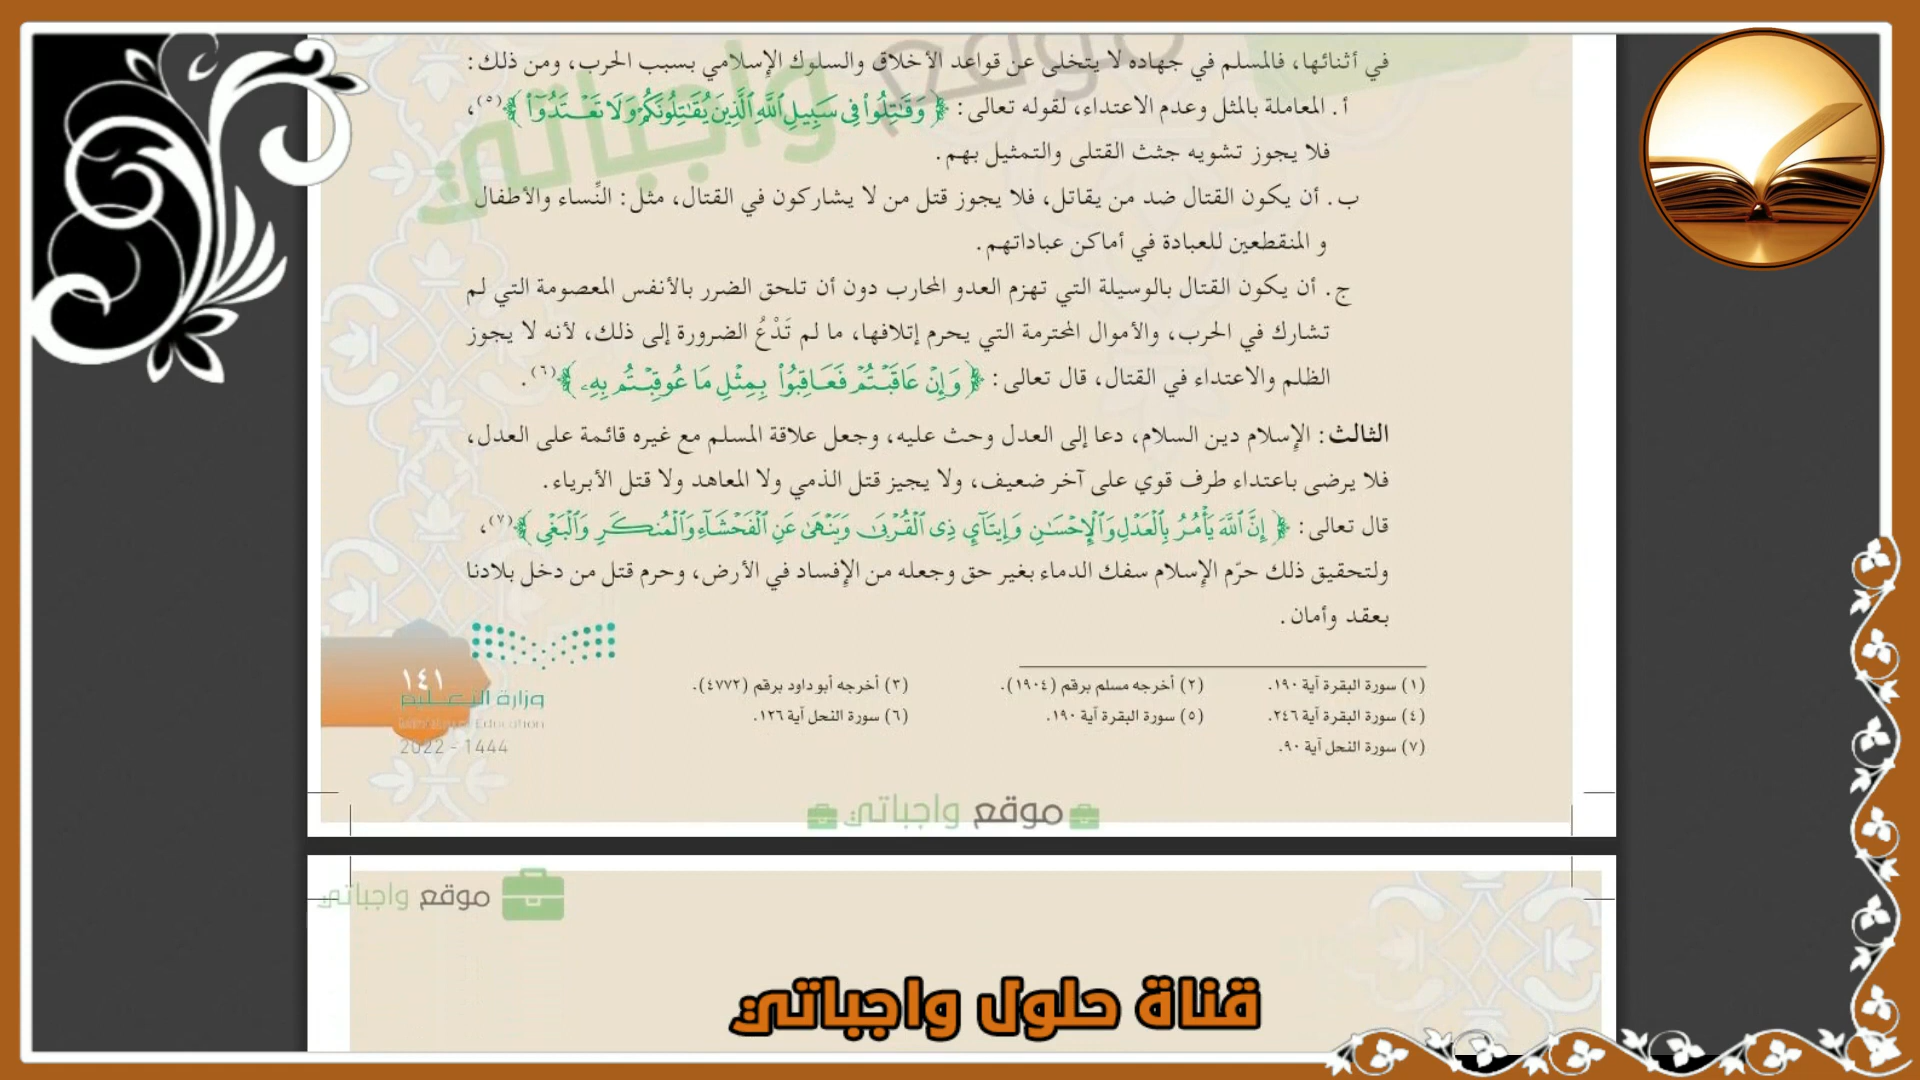 في أثنائها، فالمسلم في جهاده لا يتخلى عن قواعد الأخلاق والسلوك الإسلامي بسبب الحرب، ومن ذلك:
أ. المعاملة بالمثل وعدم الاعتداء، لقوله تعالى: ﴿ وَقَٰتِلُوا۟ فِى سَبِيلِ ٱللَّهِ ٱلَّذِينَ يُقَٰتِلُونَكُمْ وَلَا تَعْتَدُوٓا۟ ﴾(٥)،
فلا يجوز تشويه جثث القتلى والتمثيل بهم.
ب. أن يكون القتال ضد من يقاتل، فلا يجوز قتل من لا يشاركون في القتال، مثل: النِّساء والأطفال
و المنقطعين للعبادة في أماكن عباداتهم.
ج. أن يكون القتال بالوسيلة التي تهزم العدو المحارب دون أن تلحق الضرر بالأنفس المعصومة التي لم
تشارك في الحرب، والأموال المحترمة التي يحرم إتلافها، ما لم تَدْعُ الضرورة إلى ذلك، لأنه لا يجوز
الظلم والاعتداء في القتال، قال تعالى: ﴿ وَإِنْ عَاقَبْتُمْ فَعَاقِبُوا۟ بِمِثْلِ مَا عُوقِبْتُم بِهِۦ ﴾(٦).
الثالث: الإسلام دين السلام، دعا إلى العدل وحث عليه، وجعل علاقة المسلم مع غيره قائمة على العدل،
فلا يرضى باعتداء طرف قوي على آخر ضعيف، ولا يجيز قتل الذمي ولا المعاهد ولا قتل الأبرياء.
قال تعالى: ﴿ إِنَّ ٱللَّهَ يَأْمُرُ بِٱلْعَدْلِ وَٱلْإِحْسَٰنِ وَإِيتَآئِ ذِى ٱلْقُرْبَىٰ وَيَنْهَىٰ عَنِ ٱلْفَحْشَآءِ وَٱلْمُنكَرِ وَٱلْبَغْىِ ﴾(٧)،
ولتحقيق ذلك حرّم الإسلام سفك الدماء بغير حق وجعله من الإفساد في الأرض، وحرم قتل من دخل بلادنا
بعقد وأمان.
(١) سورة البقرة آية ١٩٠. (٢) أخرجه مسلم برقم (١٩٠٤). (٣) أخرجه أبو داود برقم (٤٧٧٢).
(٤) سورة البقرة آية ٢٤٦. (٥) سورة البقرة آية ١٩٠. (٦) سورة النحل آية ١٢٦.
(٧) سورة النحل آية ٩٠.
١٤١
وزارة التعليم
Ministry of Education
2022 - 1444
موقع واجباتي
موقع واجباتي
موقع واجباتي
قناة حلول واجباتي